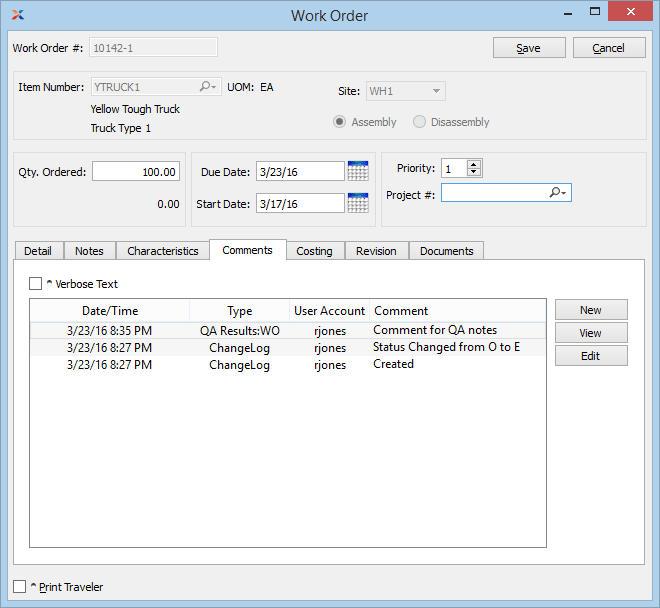 Work Order
Work Order #: 10142-1 Save Cancel
Item Number: YTRUCK1 UOM: EA Site: WH1
Yellow Tough Truck
Truck Type 1
Assembly Disassembly
Qty. Ordered: 100.00 Due Date: 3/23/16 Priority: 1
0.00 Start Date: 3/17/16 Project #:
Detail Notes Characteristics Comments Costing Revision Documents
^ Verbose Text
Date/Time Type User Account Comment New
3/23/16 8:35 PM QA Results:WO rjones Comment for QA notes View
3/23/16 8:27 PM ChangeLog rjones Status Changed from O to E Edit
3/23/16 8:27 PM ChangeLog rjones Created
^ Print Traveler